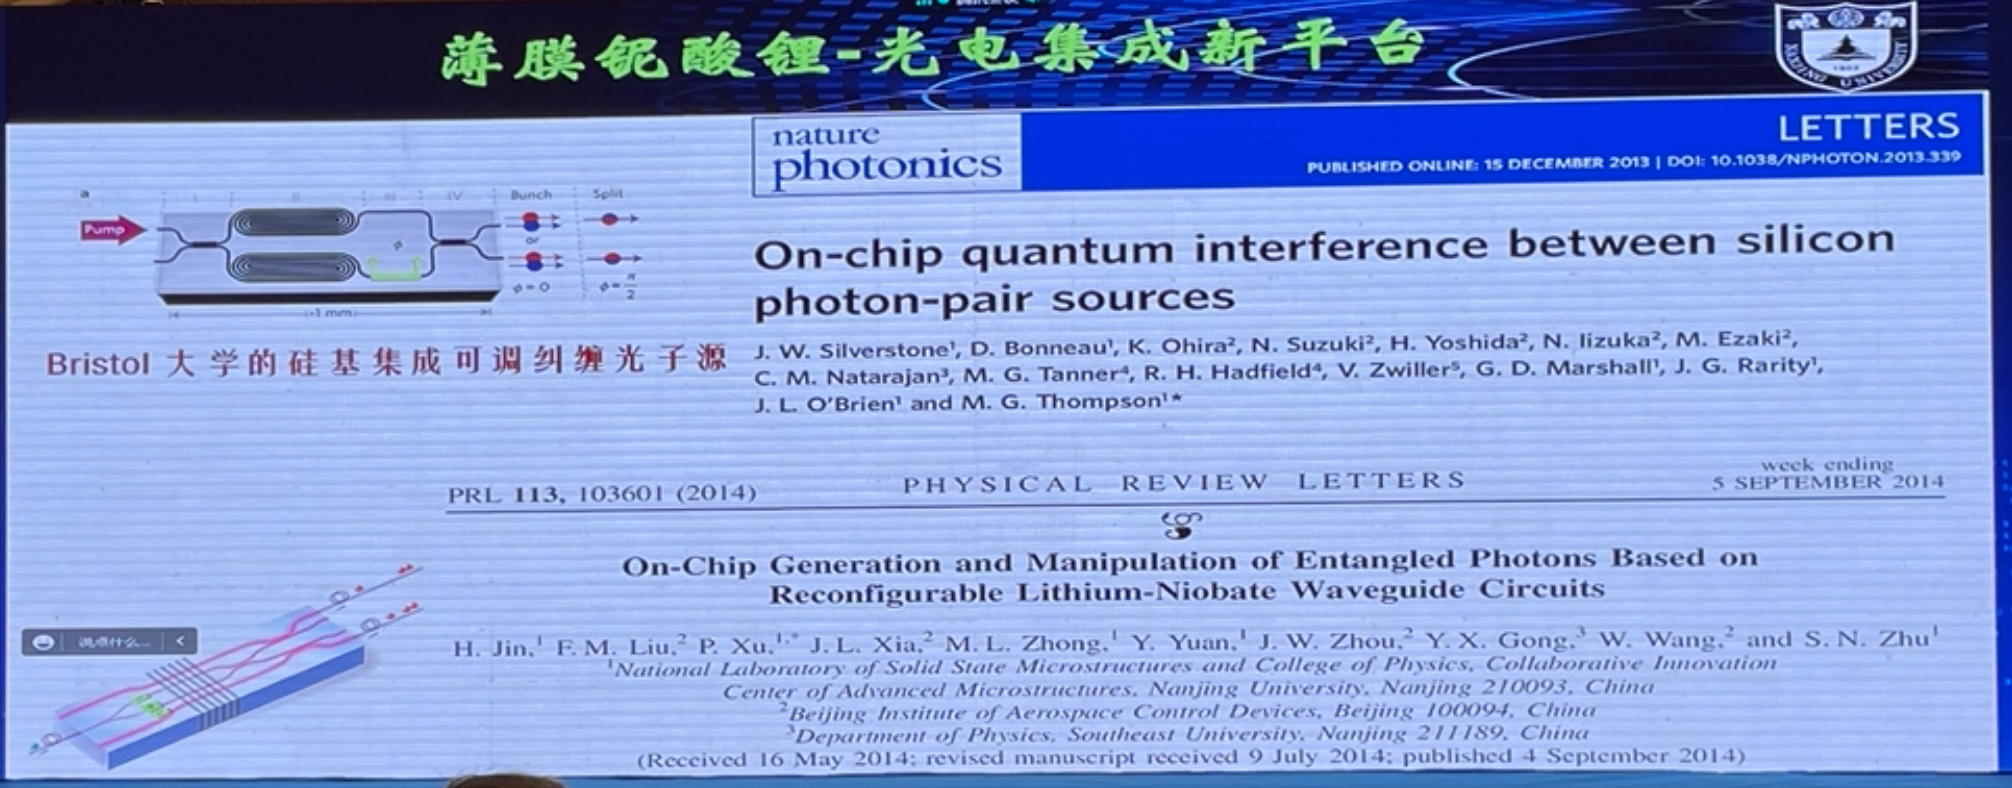 薄膜铌酸锂-光电集成新平台
nature
photonics
LETTERS
PUBLISHED ONLINE: 15 DECEMBER 2013 | DOI: 10.1038/NPHOTON.2013.339
a
I II III IV Bunch Split
Pump
ϕ
or
ϕ=0 ϕ=π/2
~1 mm
On-chip quantum interference between silicon
photon-pair sources
Bristol 大学的硅基集成可调纠缠光子源
J. W. Silverstone¹, D. Bonneau¹, K. Ohira², N. Suzuki², H. Yoshida², N. Iizuka², M. Ezaki²,
C. M. Natarajan³, M. G. Tanner⁴, R. H. Hadfield⁴, V. Zwiller⁵, G. D. Marshall¹, J. G. Rarity¹,
J. L. O'Brien¹ and M. G. Thompson¹*
PRL 113, 103601 (2014)
PHYSICAL REVIEW LETTERS
week ending
5 SEPTEMBER 2014
On-Chip Generation and Manipulation of Entangled Photons Based on
Reconfigurable Lithium-Niobate Waveguide Circuits
说点什么...
H. Jin,¹ F. M. Liu,² P. Xu,¹,* J. L. Xia,² M. L. Zhong,¹ Y. Yuan,¹ J. W. Zhou,² Y. X. Gong,³ W. Wang,² and S. N. Zhu¹
¹National Laboratory of Solid State Microstructures and College of Physics, Collaborative Innovation
Center of Advanced Microstructures, Nanjing University, Nanjing 210093, China
²Beijing Institute of Aerospace Control Devices, Beijing 100094, China
³Department of Physics, Southeast University, Nanjing 211189, China
(Received 16 May 2014; revised manuscript received 9 July 2014; published 4 September 2014)